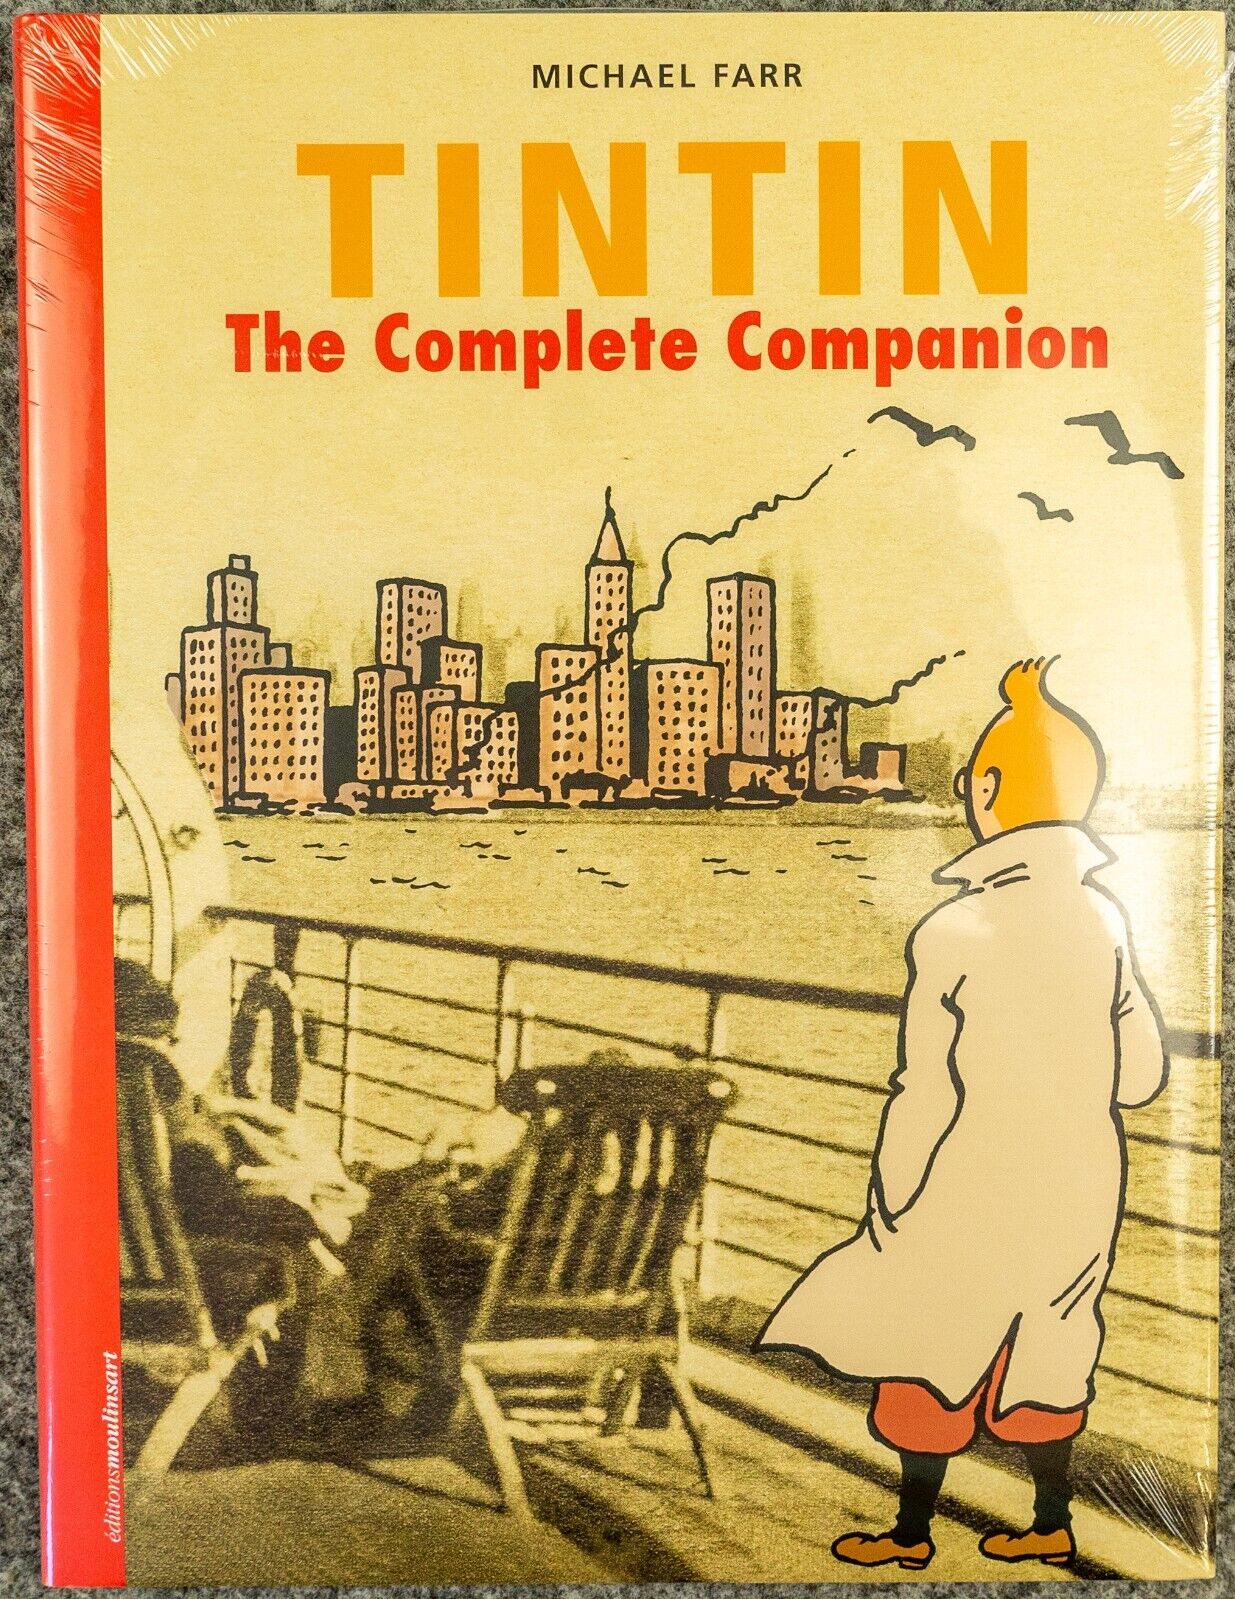 MICHAEL FARR
TINTIN
The Complete Companion
éditionsmoulinsart